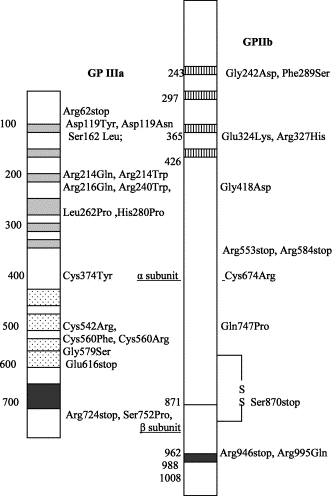 GPIIb
GP IIIa
243
Gly242Asp, Phe289Ser
297
Arg62stop
100
Asp119Tyr, Asp119Asn
Ser162 Leu;
365
Glu324Lys, Arg327His
426
200
Arg214Gln, Arg214Trp
Arg216Gln, Arg240Trp,
Gly418Asp
Leu262Pro ,His280Pro
300
Arg553stop, Arg584stop
400
Cys374Tyr
α subunit
Cys674Arg
500
Cys542Arg,
Gln747Pro
Cys560Phe, Cys560Arg
Gly579Ser
600
Glu616stop
S
S Ser870stop
700
871
Arg724stop, Ser752Pro,
β subunit
962
Arg946stop, Arg995Gln
988
1008